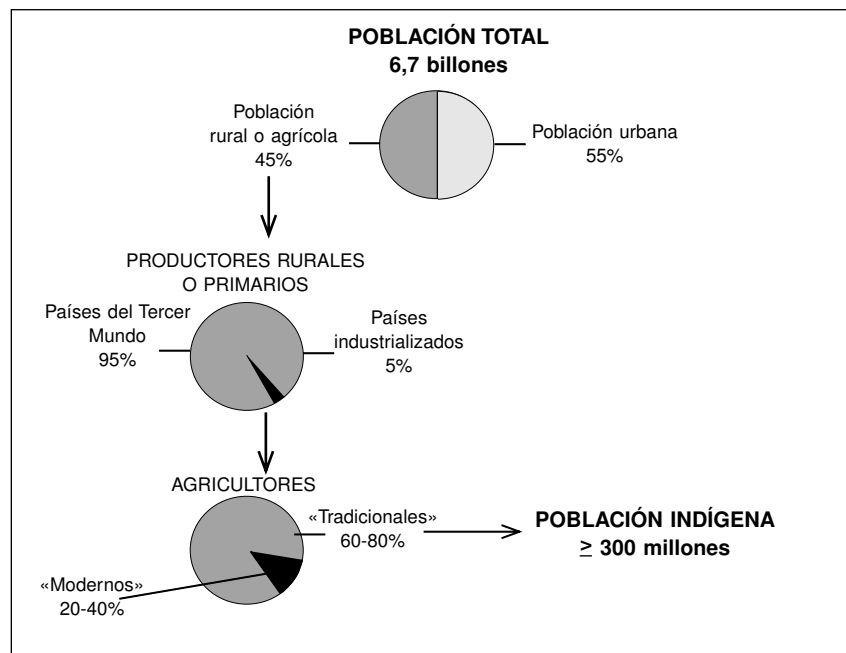 POBLACIÓN TOTAL
6,7 billones
Población
rural o agrícola
45%
Población urbana
55%
PRODUCTORES RURALES
O PRIMARIOS
Países del Tercer
Mundo
95%
Países
industrializados
5%
AGRICULTORES
«Tradicionales»
60-80%
POBLACIÓN INDÍGENA
≥ 300 millones
«Modernos»
20-40%